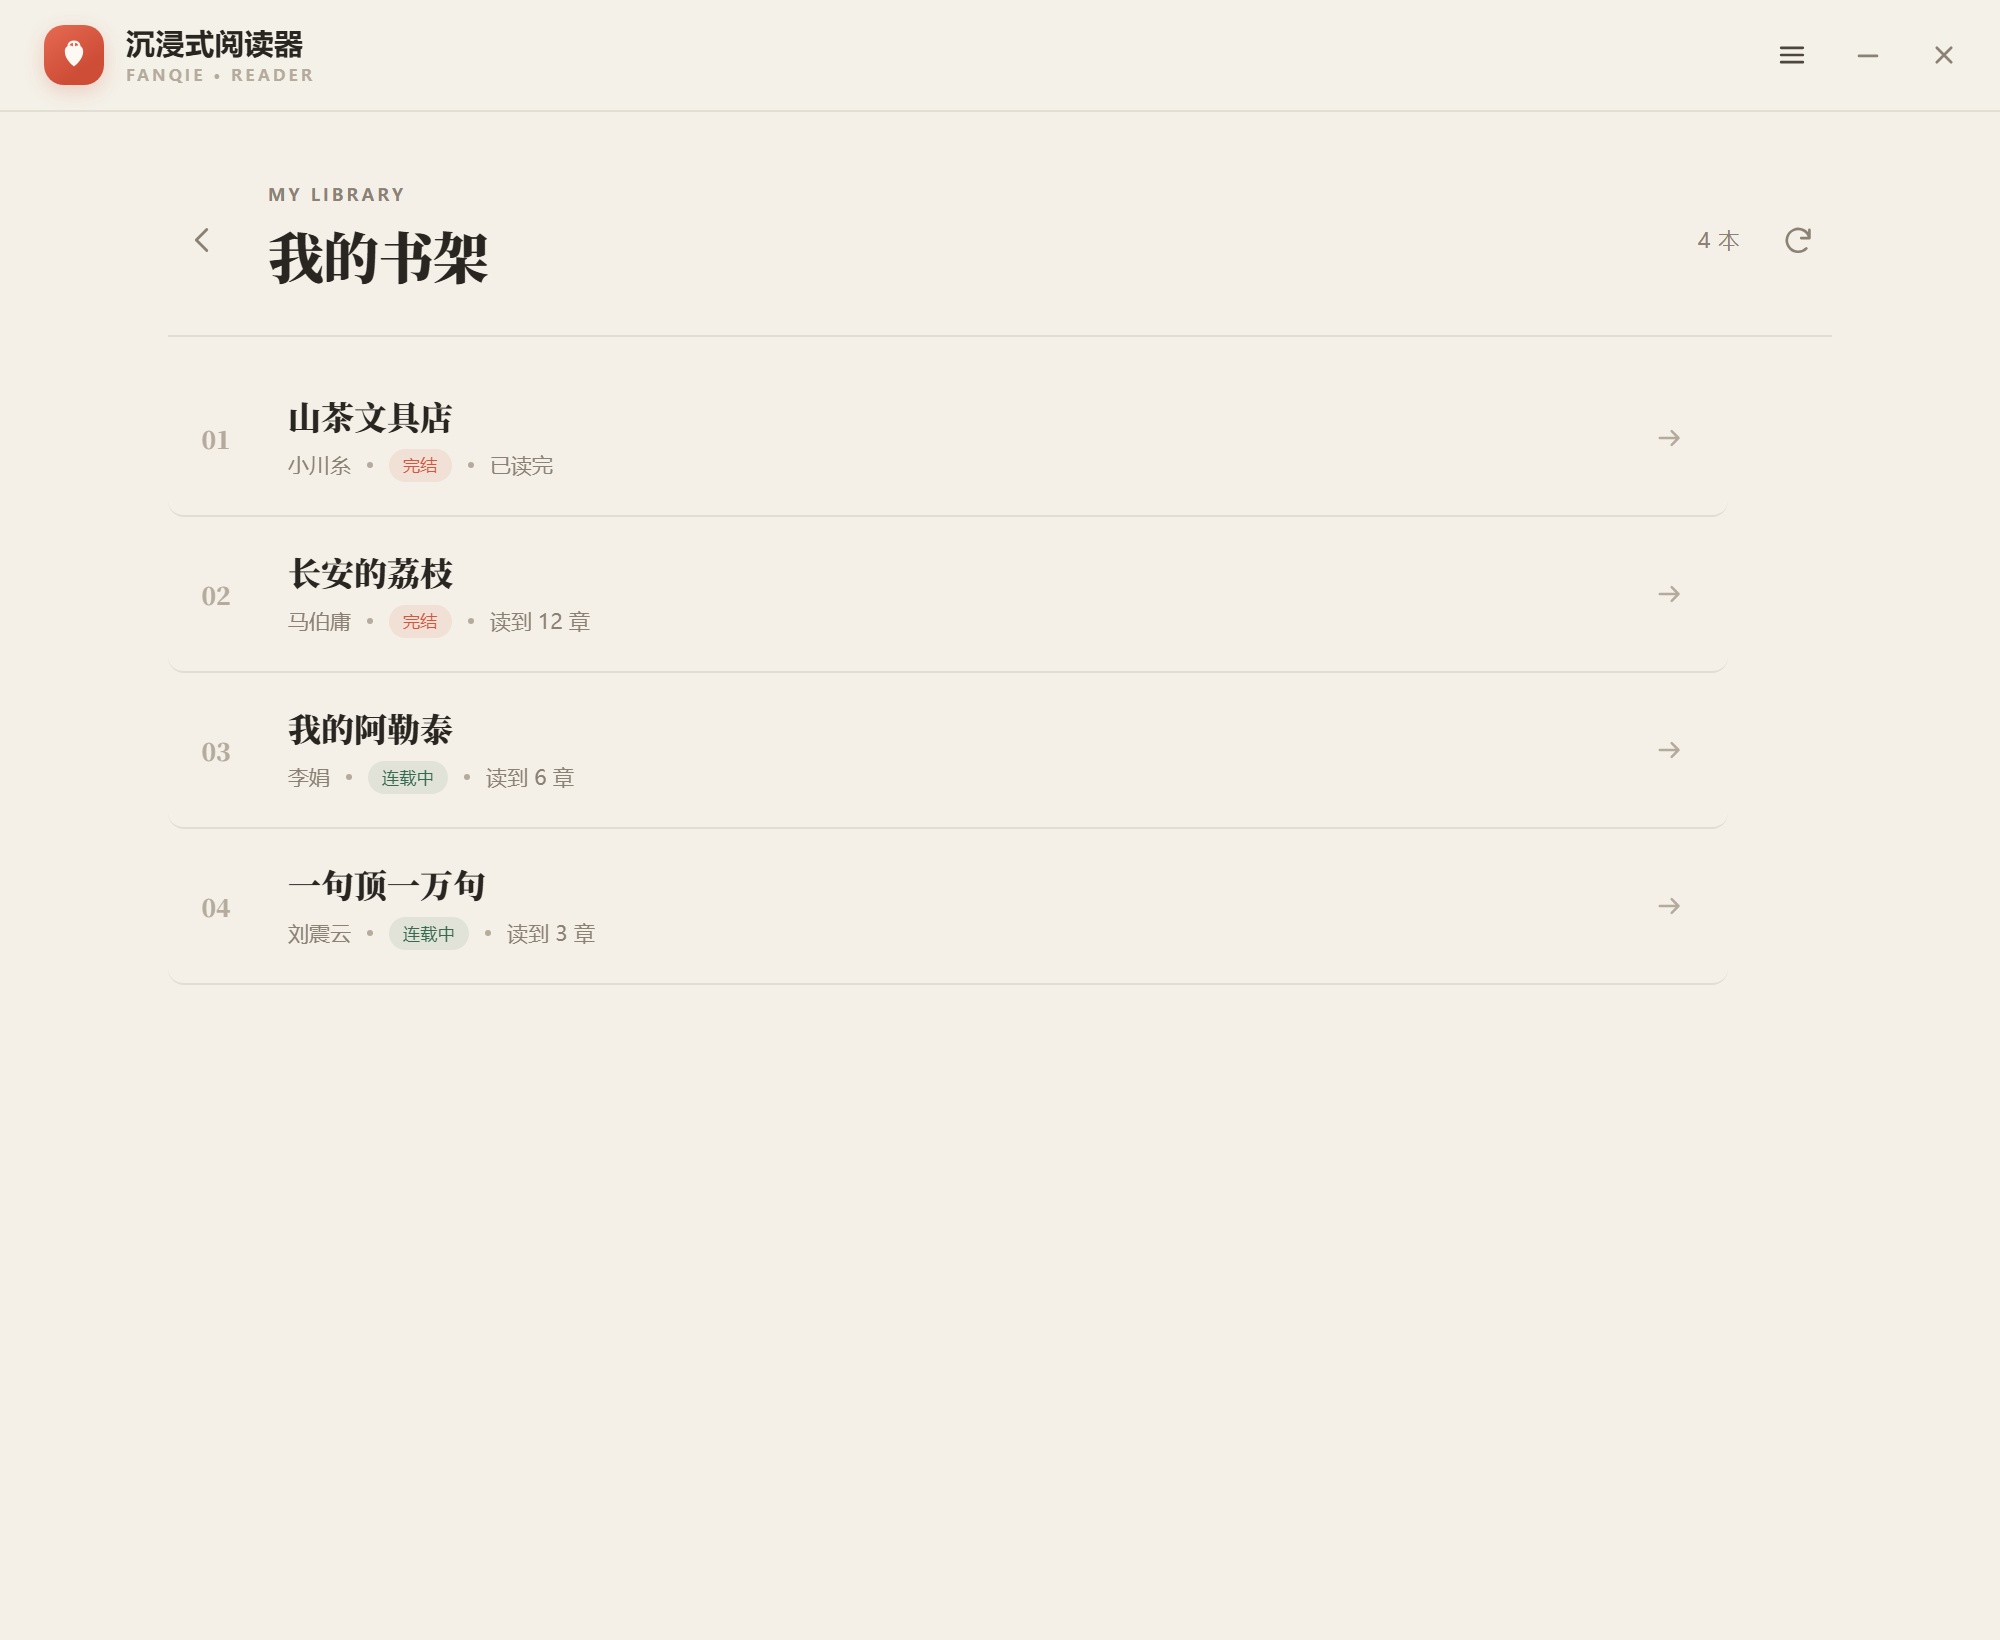 沉浸式阅读器
FANQIE • READER
MY LIBRARY
我的书架
4 本
01
山茶文具店
小川糸 • 完结 • 已读完
02
长安的荔枝
马伯庸 • 完结 • 读到 12 章
03
我的阿勒泰
李娟 • 连载中 • 读到 6 章
04
一句顶一万句
刘震云 • 连载中 • 读到 3 章